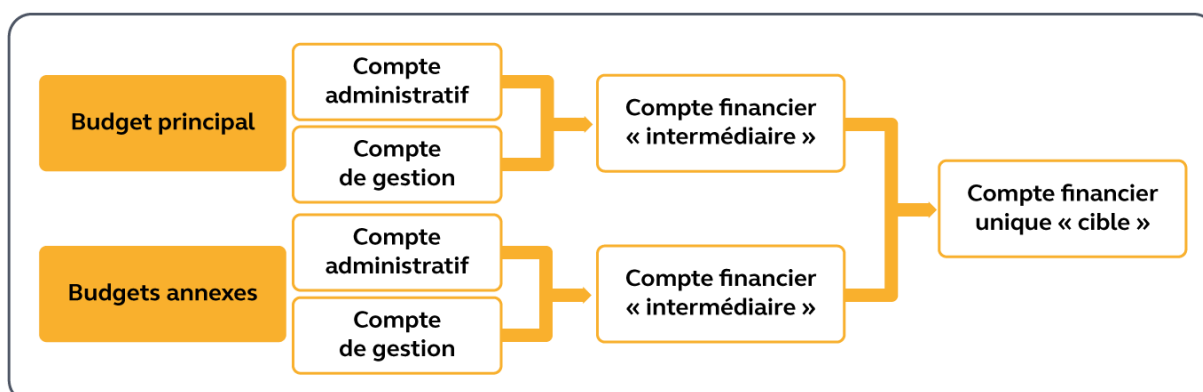 Budget principal
Compte
administratif
Compte
de gestion
Compte financier
« intermédiaire »
Budgets annexes
Compte
administratif
Compte
de gestion
Compte financier
« intermédiaire »
Compte financier
unique « cible »